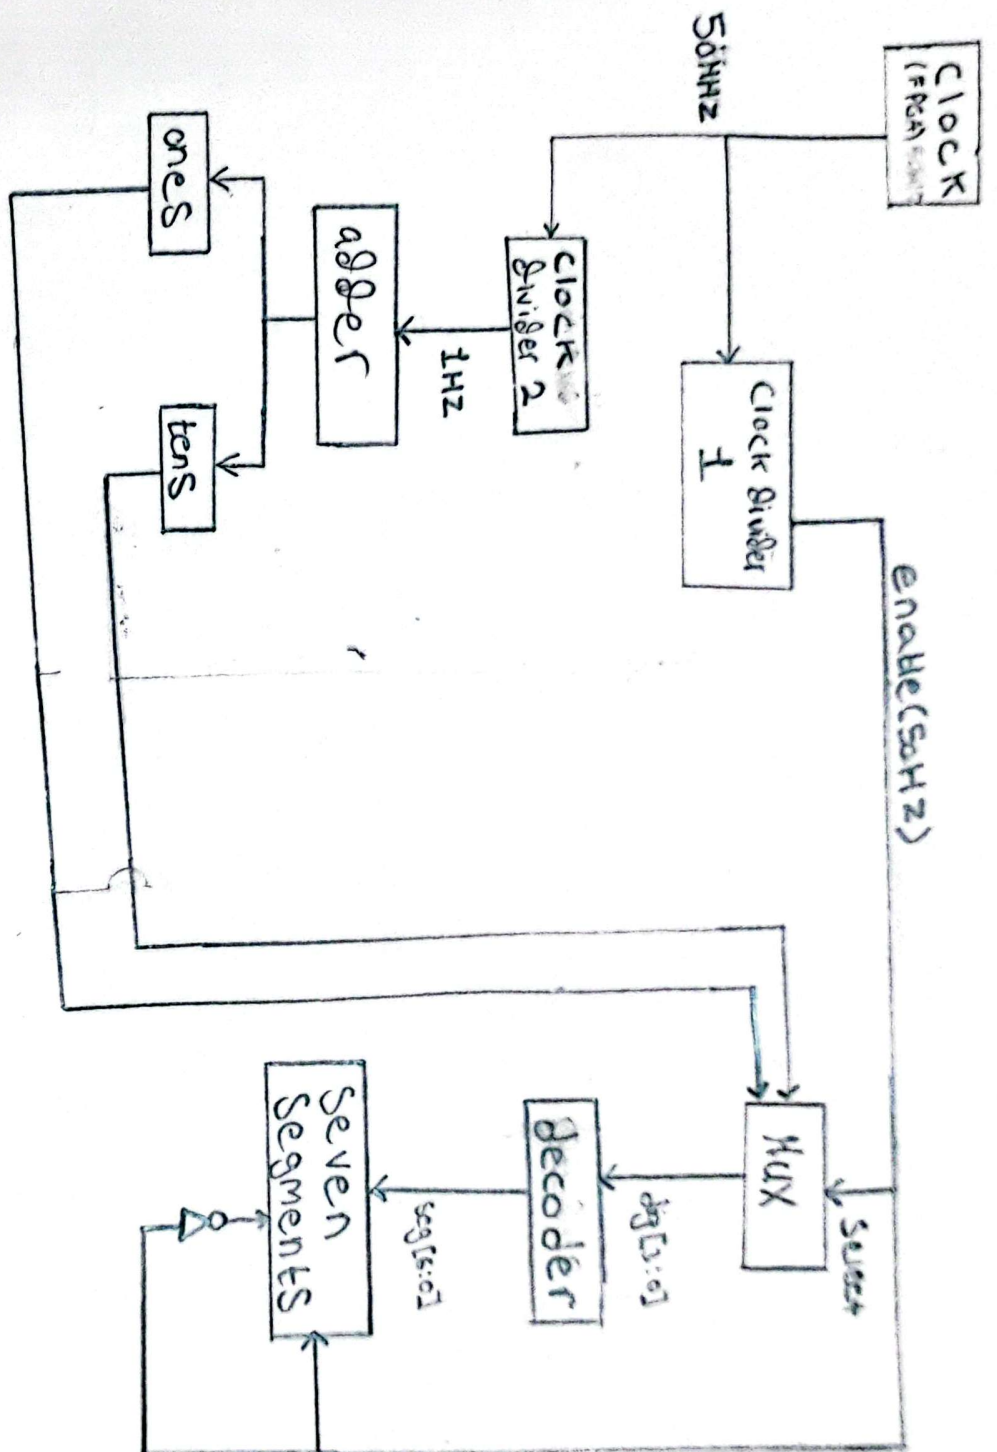 Clock
(FPGA)
50MHz
Clock divider
1
enable(50Hz)
Clock
divider 2
1Hz
adder
ones
tens
Select
Mux
dig[3:0]
decoder
seg[6:0]
Seven
Segments